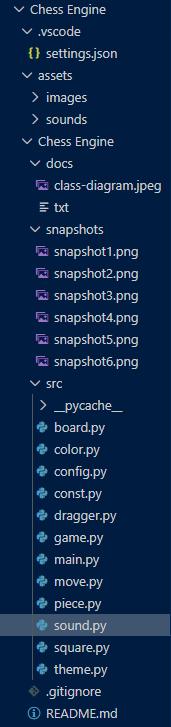 Chess Engine
.vscode
settings.json
assets
images
sounds
Chess Engine
docs
class-diagram.jpeg
txt
snapshots
snapshot1.png
snapshot2.png
snapshot3.png
snapshot4.png
snapshot5.png
snapshot6.png
src
__pycache__
board.py
color.py
config.py
const.py
dragger.py
game.py
main.py
move.py
piece.py
sound.py
square.py
theme.py
.gitignore
README.md